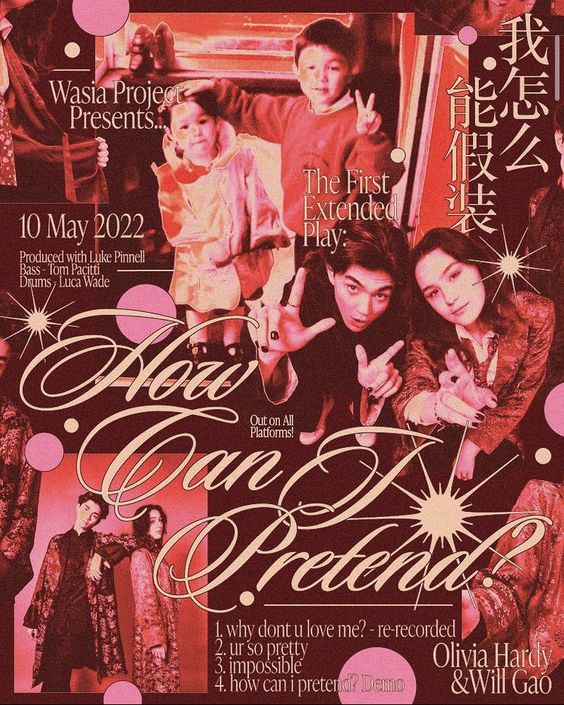 Wasia Project
Presents...
我怎么
能假装
The First
Extended
Play:
10 May 2022
Produced with Luke Pinnell
Bass - Tom Pacitti
Drums - Luca Wade
How
Can I
Pretend?
Out on All
Platforms!
1. why dont u love me? - re-recorded
2. ur so pretty
3. impossible
4. how can i pretend? Demo
Olivia Hardy
& Will Gao